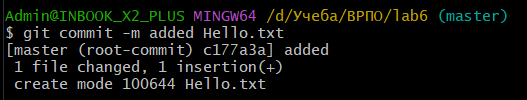 Admin@INBOOK_X2_PLUS MINGW64 /d/Учеба/ВРПО/lab6 (master)
$ git commit -m added Hello.txt
[master (root-commit) c177a3a] added
 1 file changed, 1 insertion(+)
 create mode 100644 Hello.txt